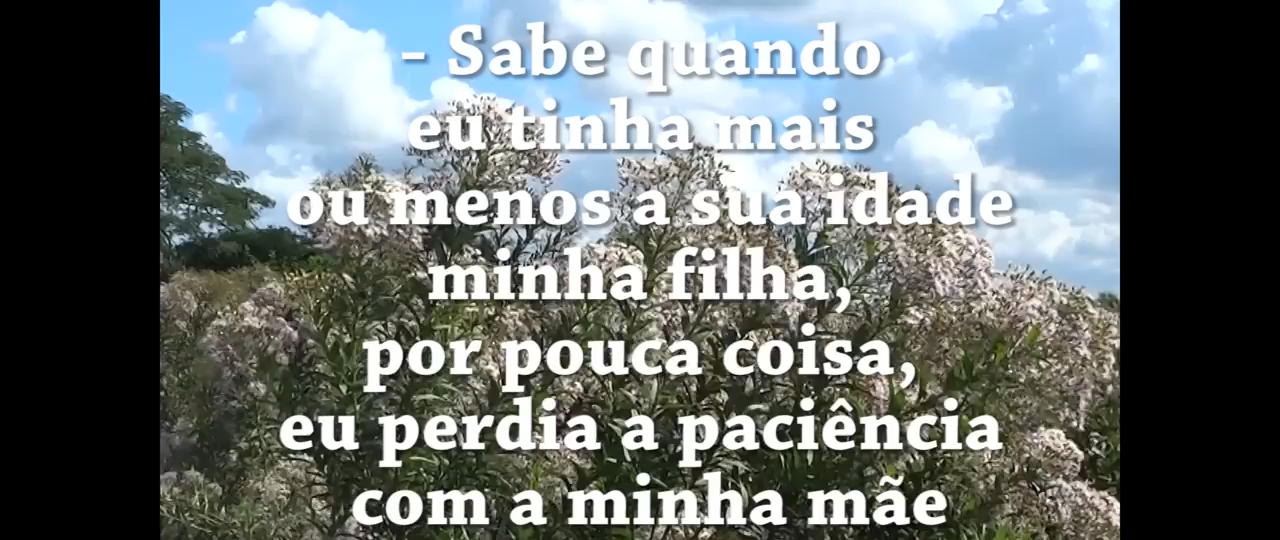 - Sabe quando
eu tinha mais
ou menos a sua idade
minha filha,
por pouca coisa,
eu perdia a paciência
com a minha mãe